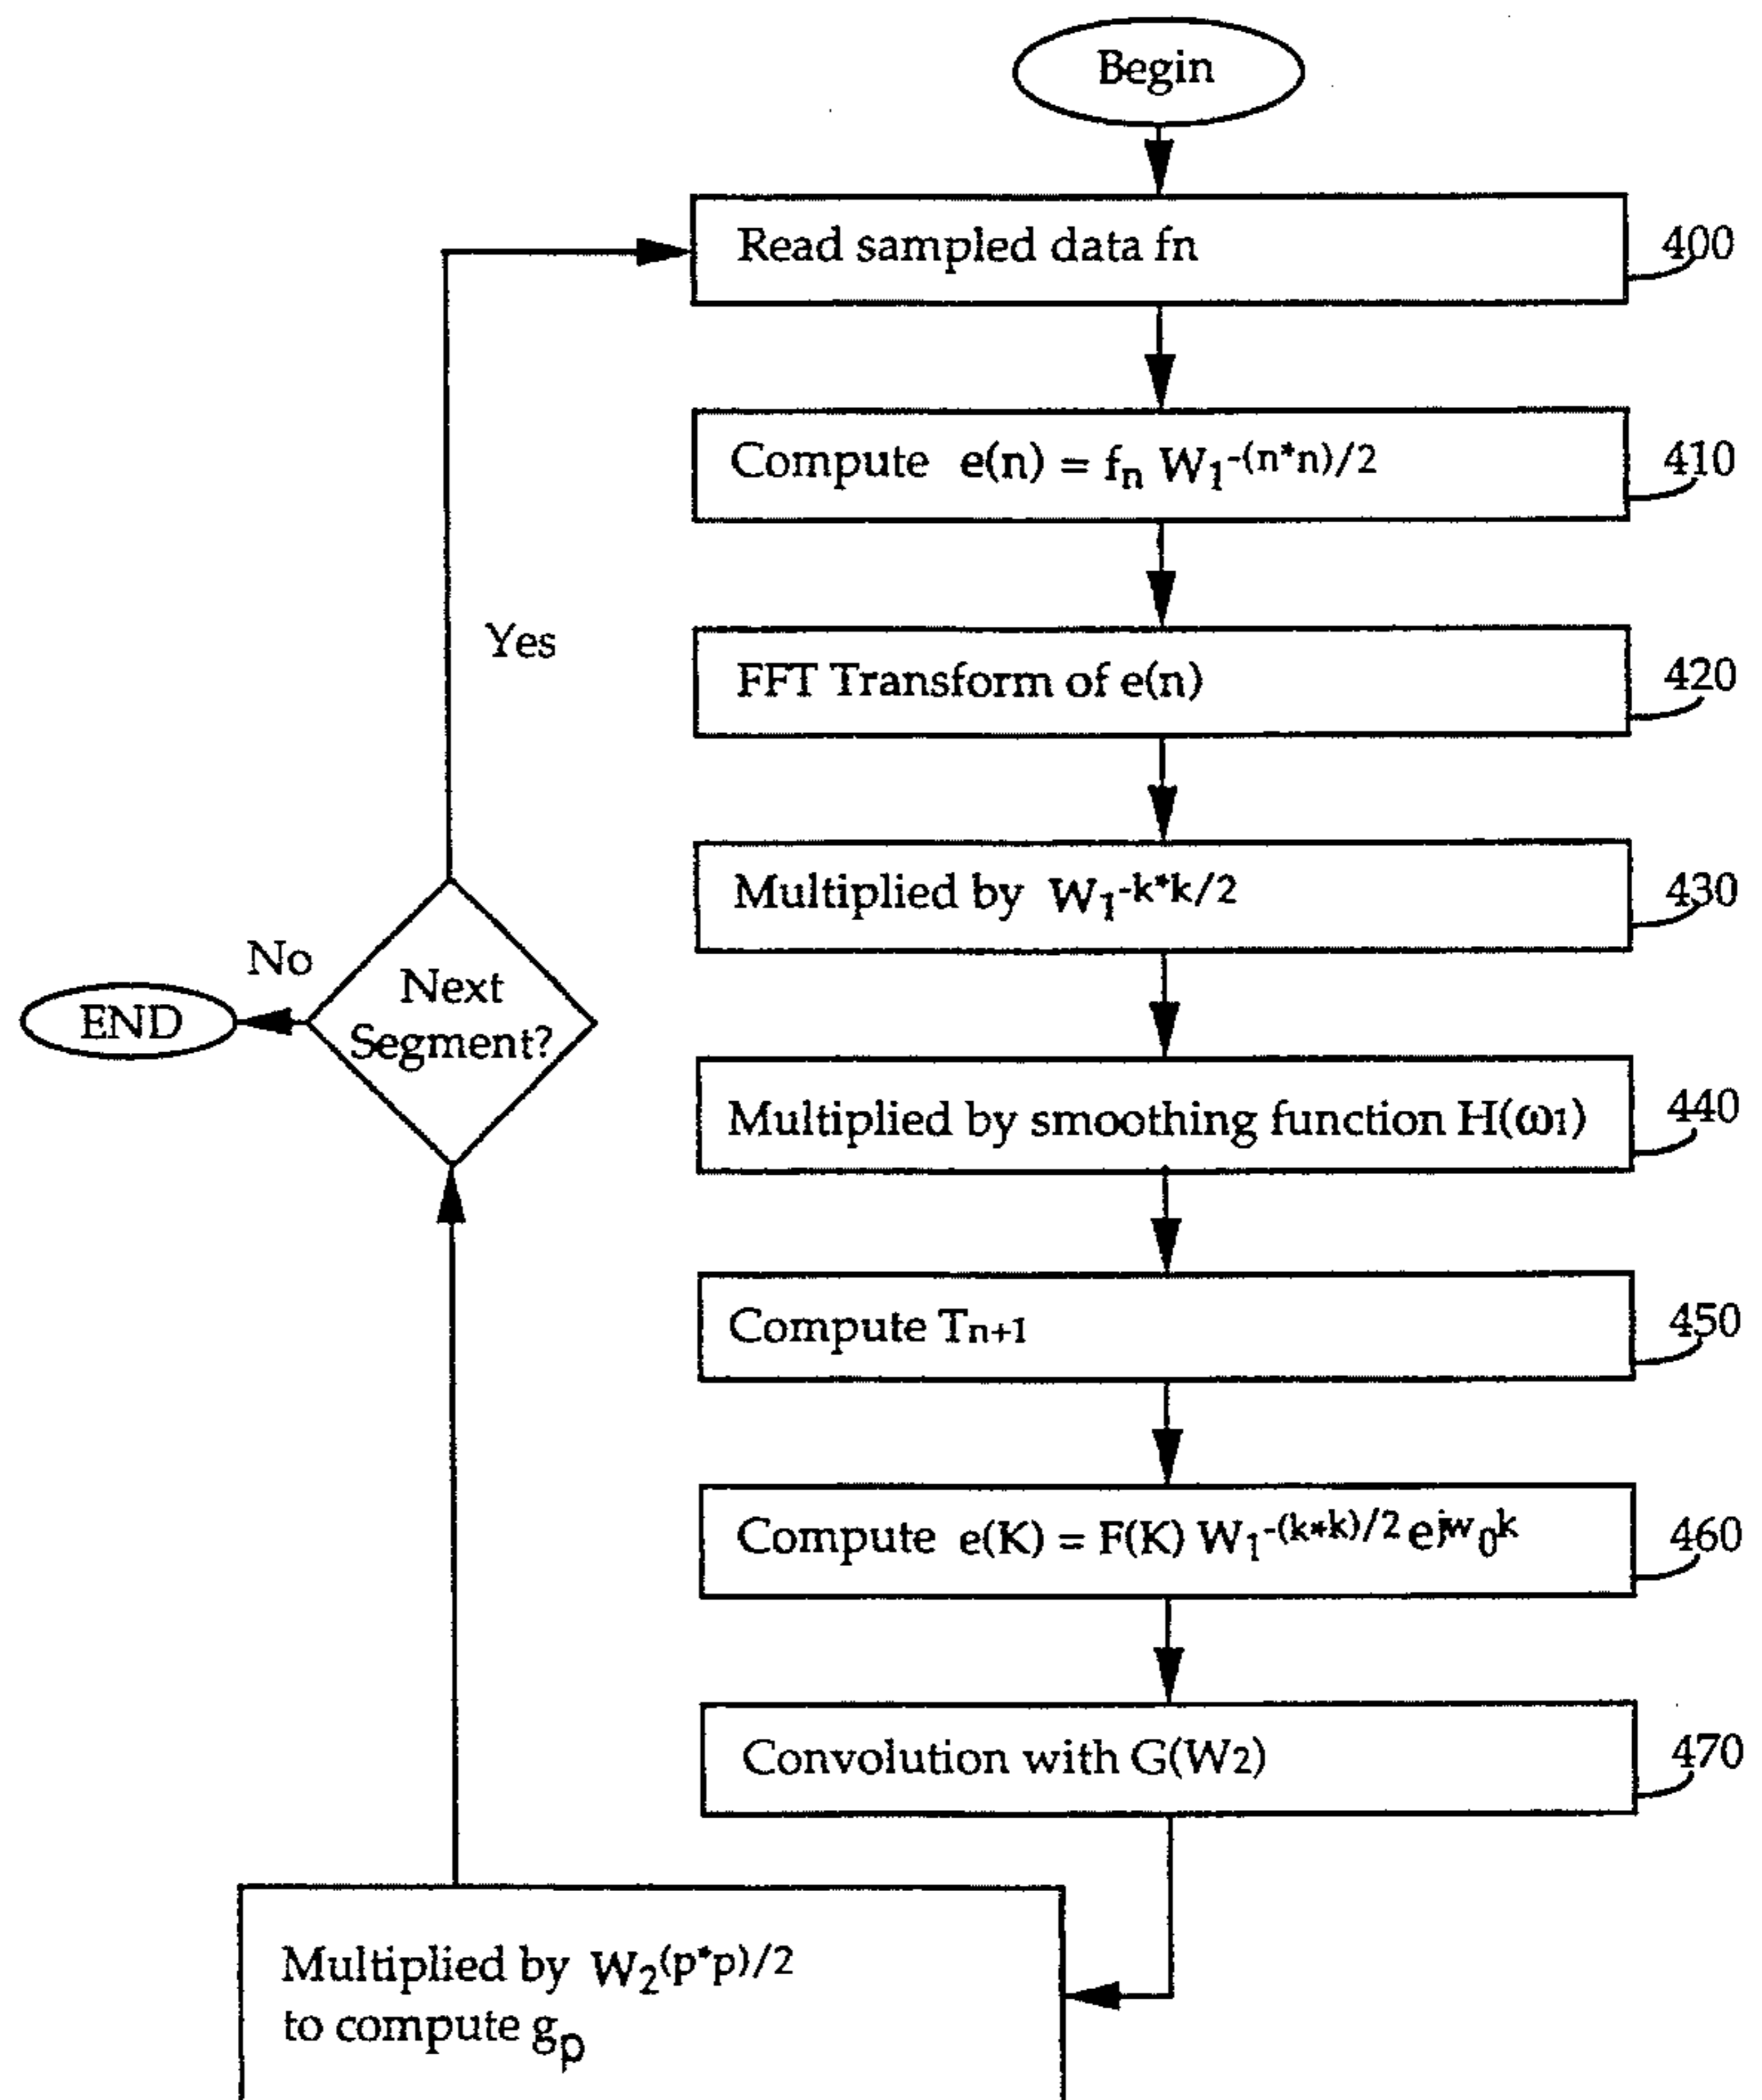 Begin
Read sampled data fn
400
Compute e(n) = fn W1-(n*n)/2
410
FFT Transform of e(n)
420
Multiplied by W1-k*k/2
430
Multiplied by smoothing function H(ω1)
440
Compute Tn+1
450
Compute e(K) = F(K) W1-(k*k)/2 ejw0k
460
Convolution with G(W2)
470
Multiplied by W2(p*p)/2
to compute gp
Next
Segment?
Yes
No
END